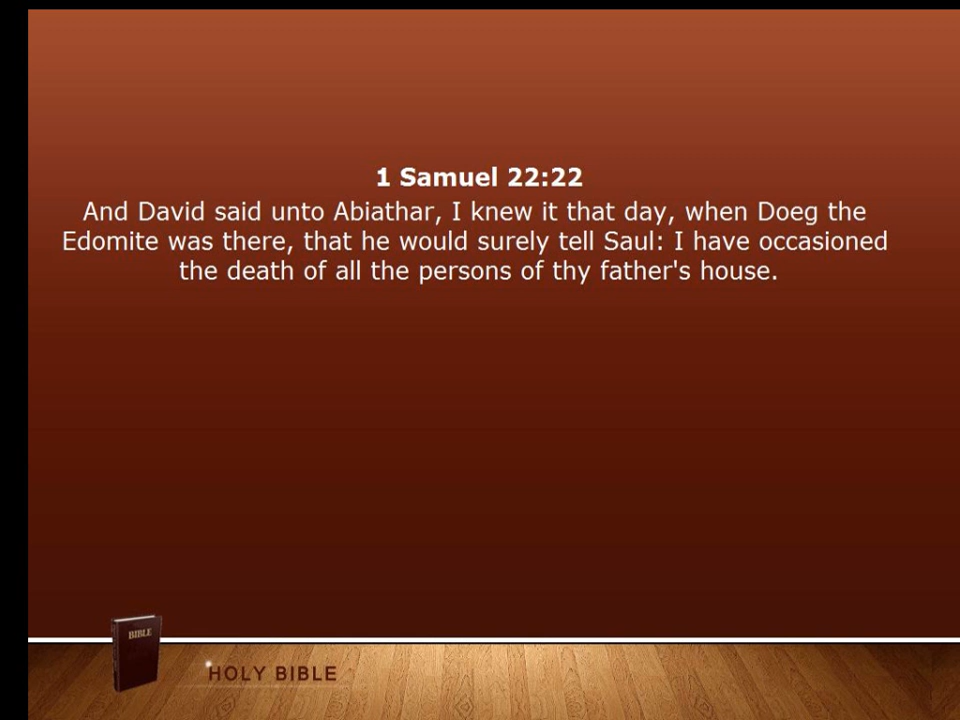 1 Samuel 22:22
And David said unto Abiathar, I knew it that day, when Doeg the
Edomite was there, that he would surely tell Saul: I have occasioned
the death of all the persons of thy father's house.
BIBLE
HOLY BIBLE